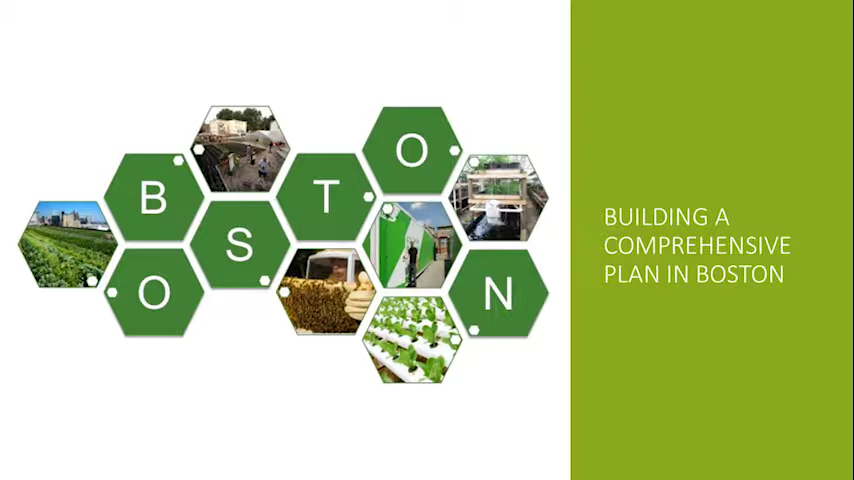 B
O
S
T
O
N
BUILDING A
COMPREHENSIVE
PLAN IN BOSTON